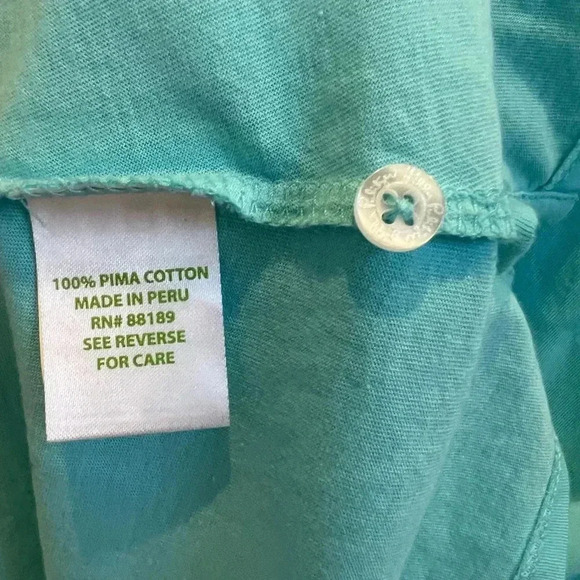 100% PIMA COTTON
MADE IN PERU
RN# 88189
SEE REVERSE
FOR CARE